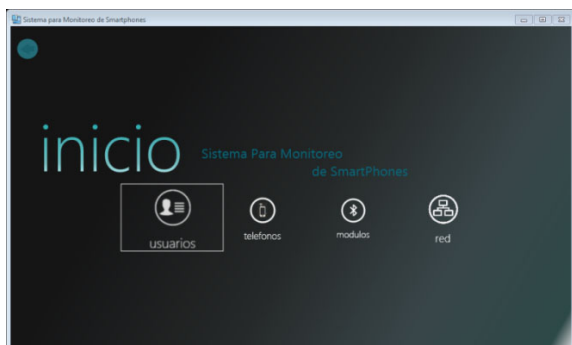 Sistema para Monitoreo de Smartphones
inicio
Sistema Para Monitoreo
de SmartPhones
usuarios
telefonos
modulos
red